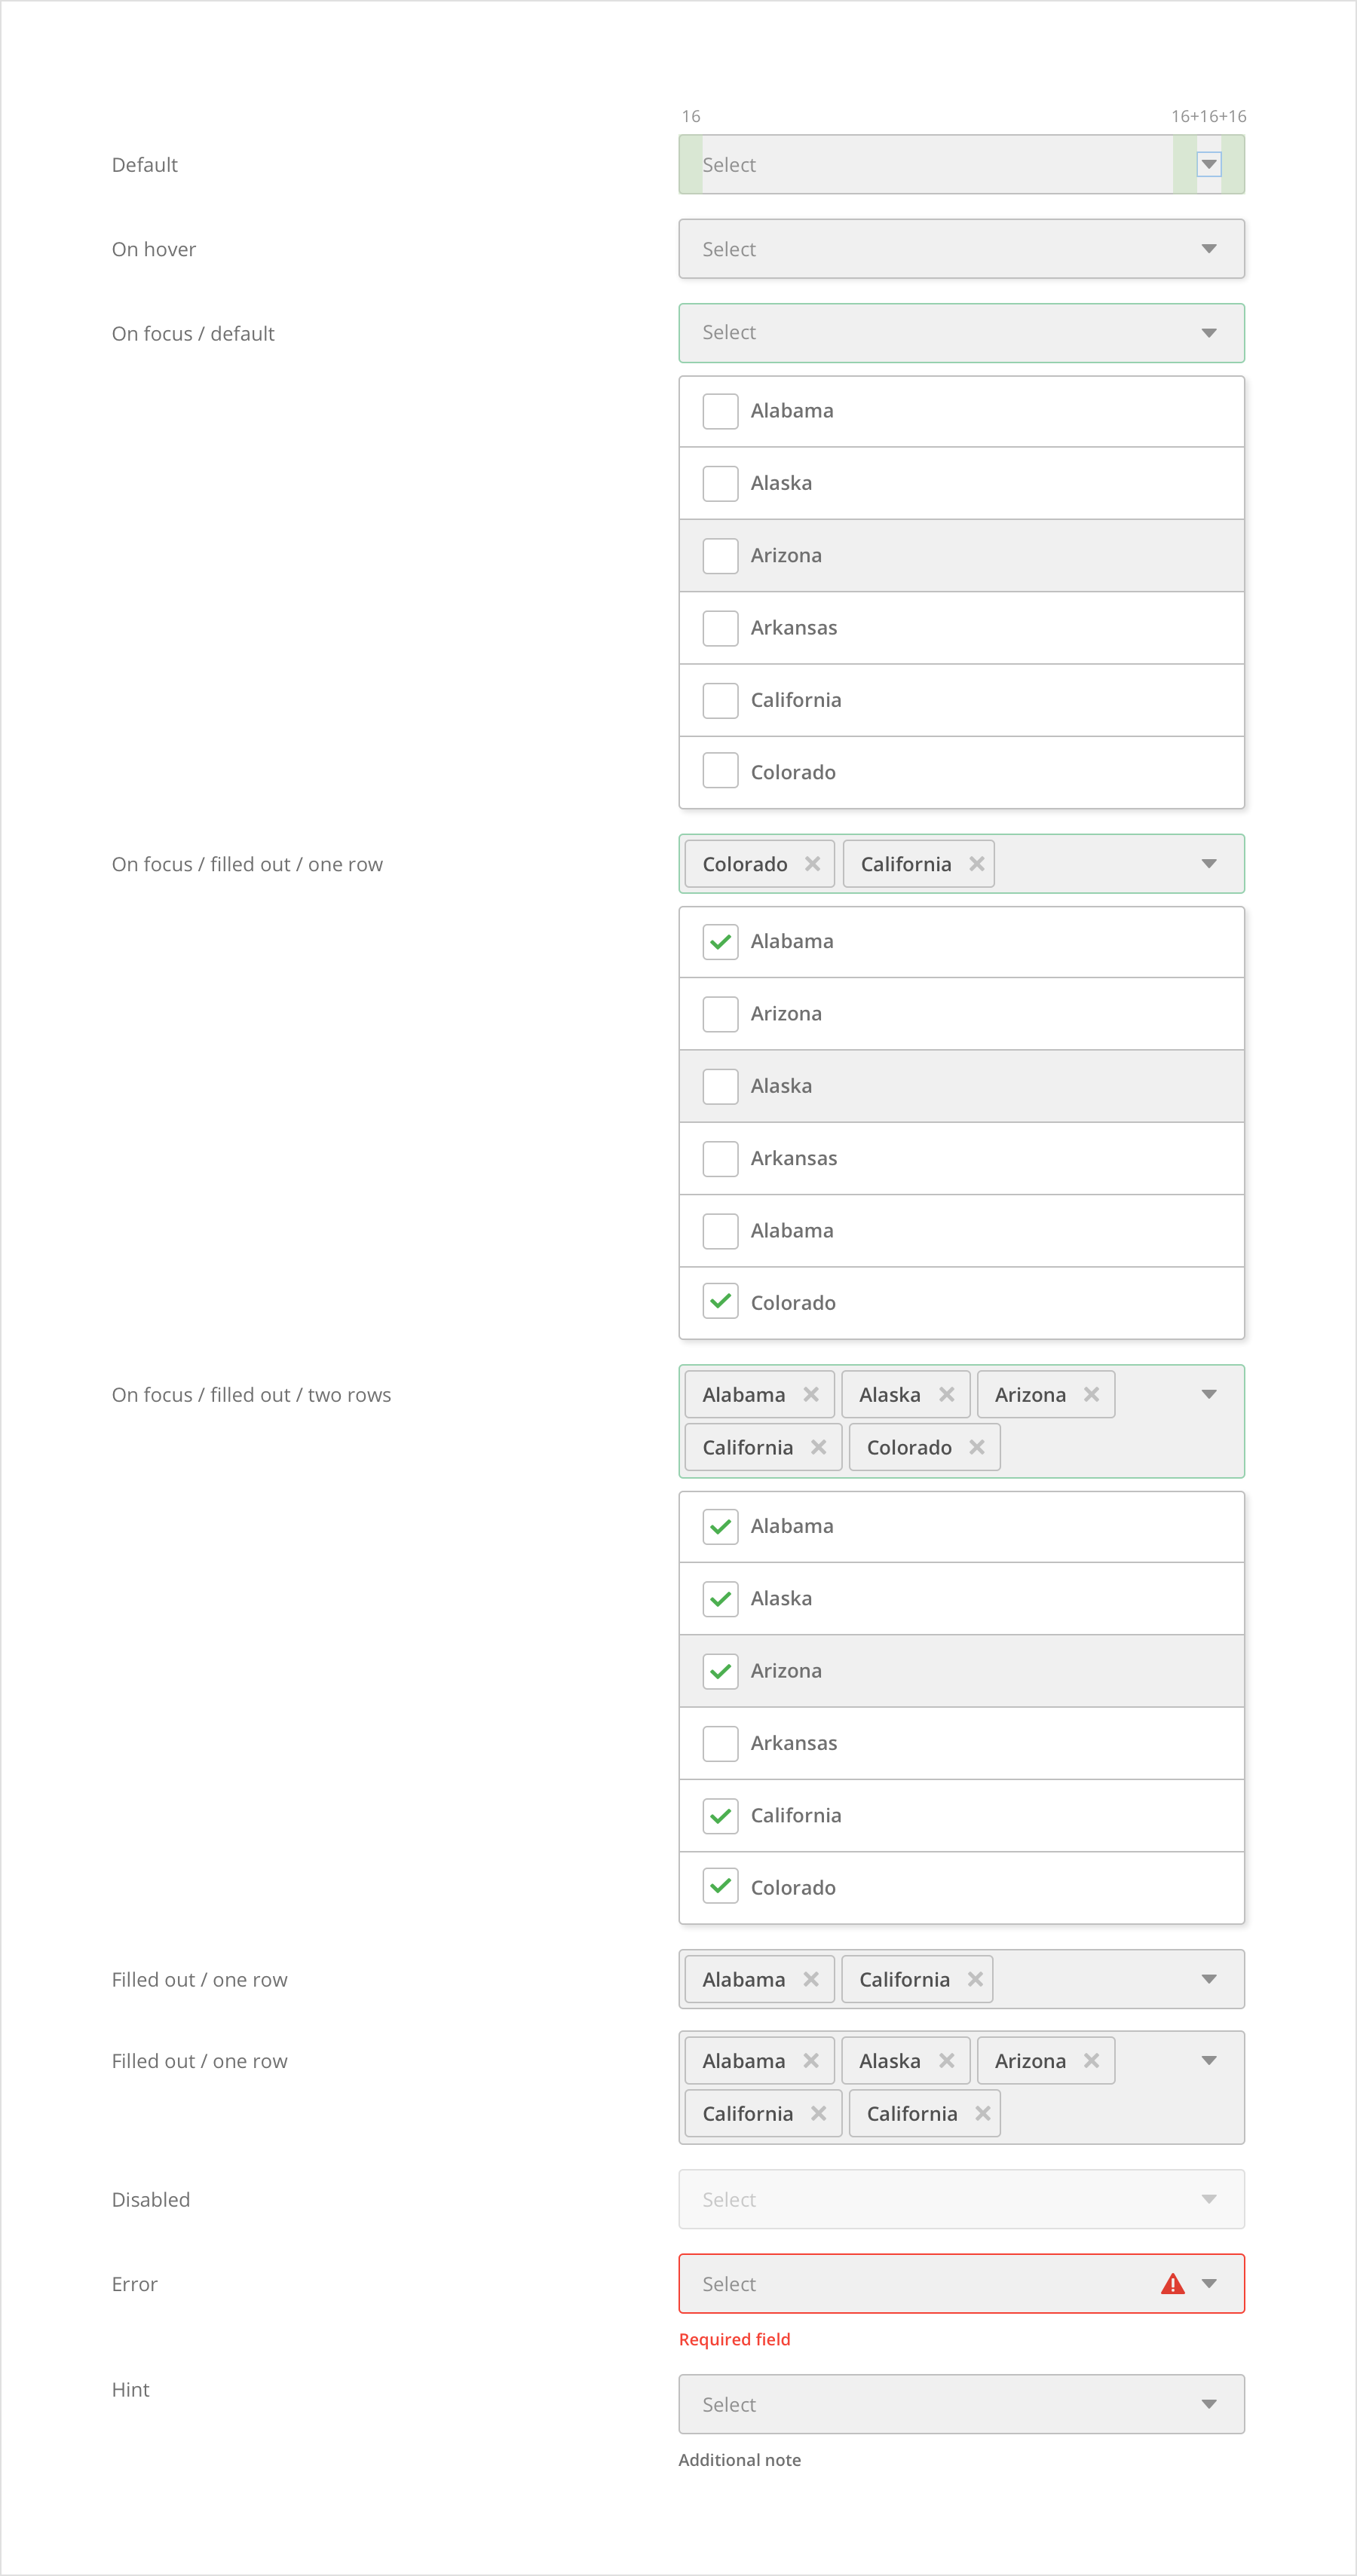 16 16+16+16
Default Select
On hover Select
On focus / default Select
Alabama
Alaska
Arizona
Arkansas
California
Colorado
On focus / filled out / one row Colorado California
Alabama
Arizona
Alaska
Arkansas
Alabama
Colorado
On focus / filled out / two rows Alabama Alaska Arizona
California Colorado
Alabama
Alaska
Arizona
Arkansas
California
Colorado
Filled out / one row Alabama California
Filled out / one row Alabama Alaska Arizona
California California
Disabled Select
Error Select
Required field
Hint Select
Additional note